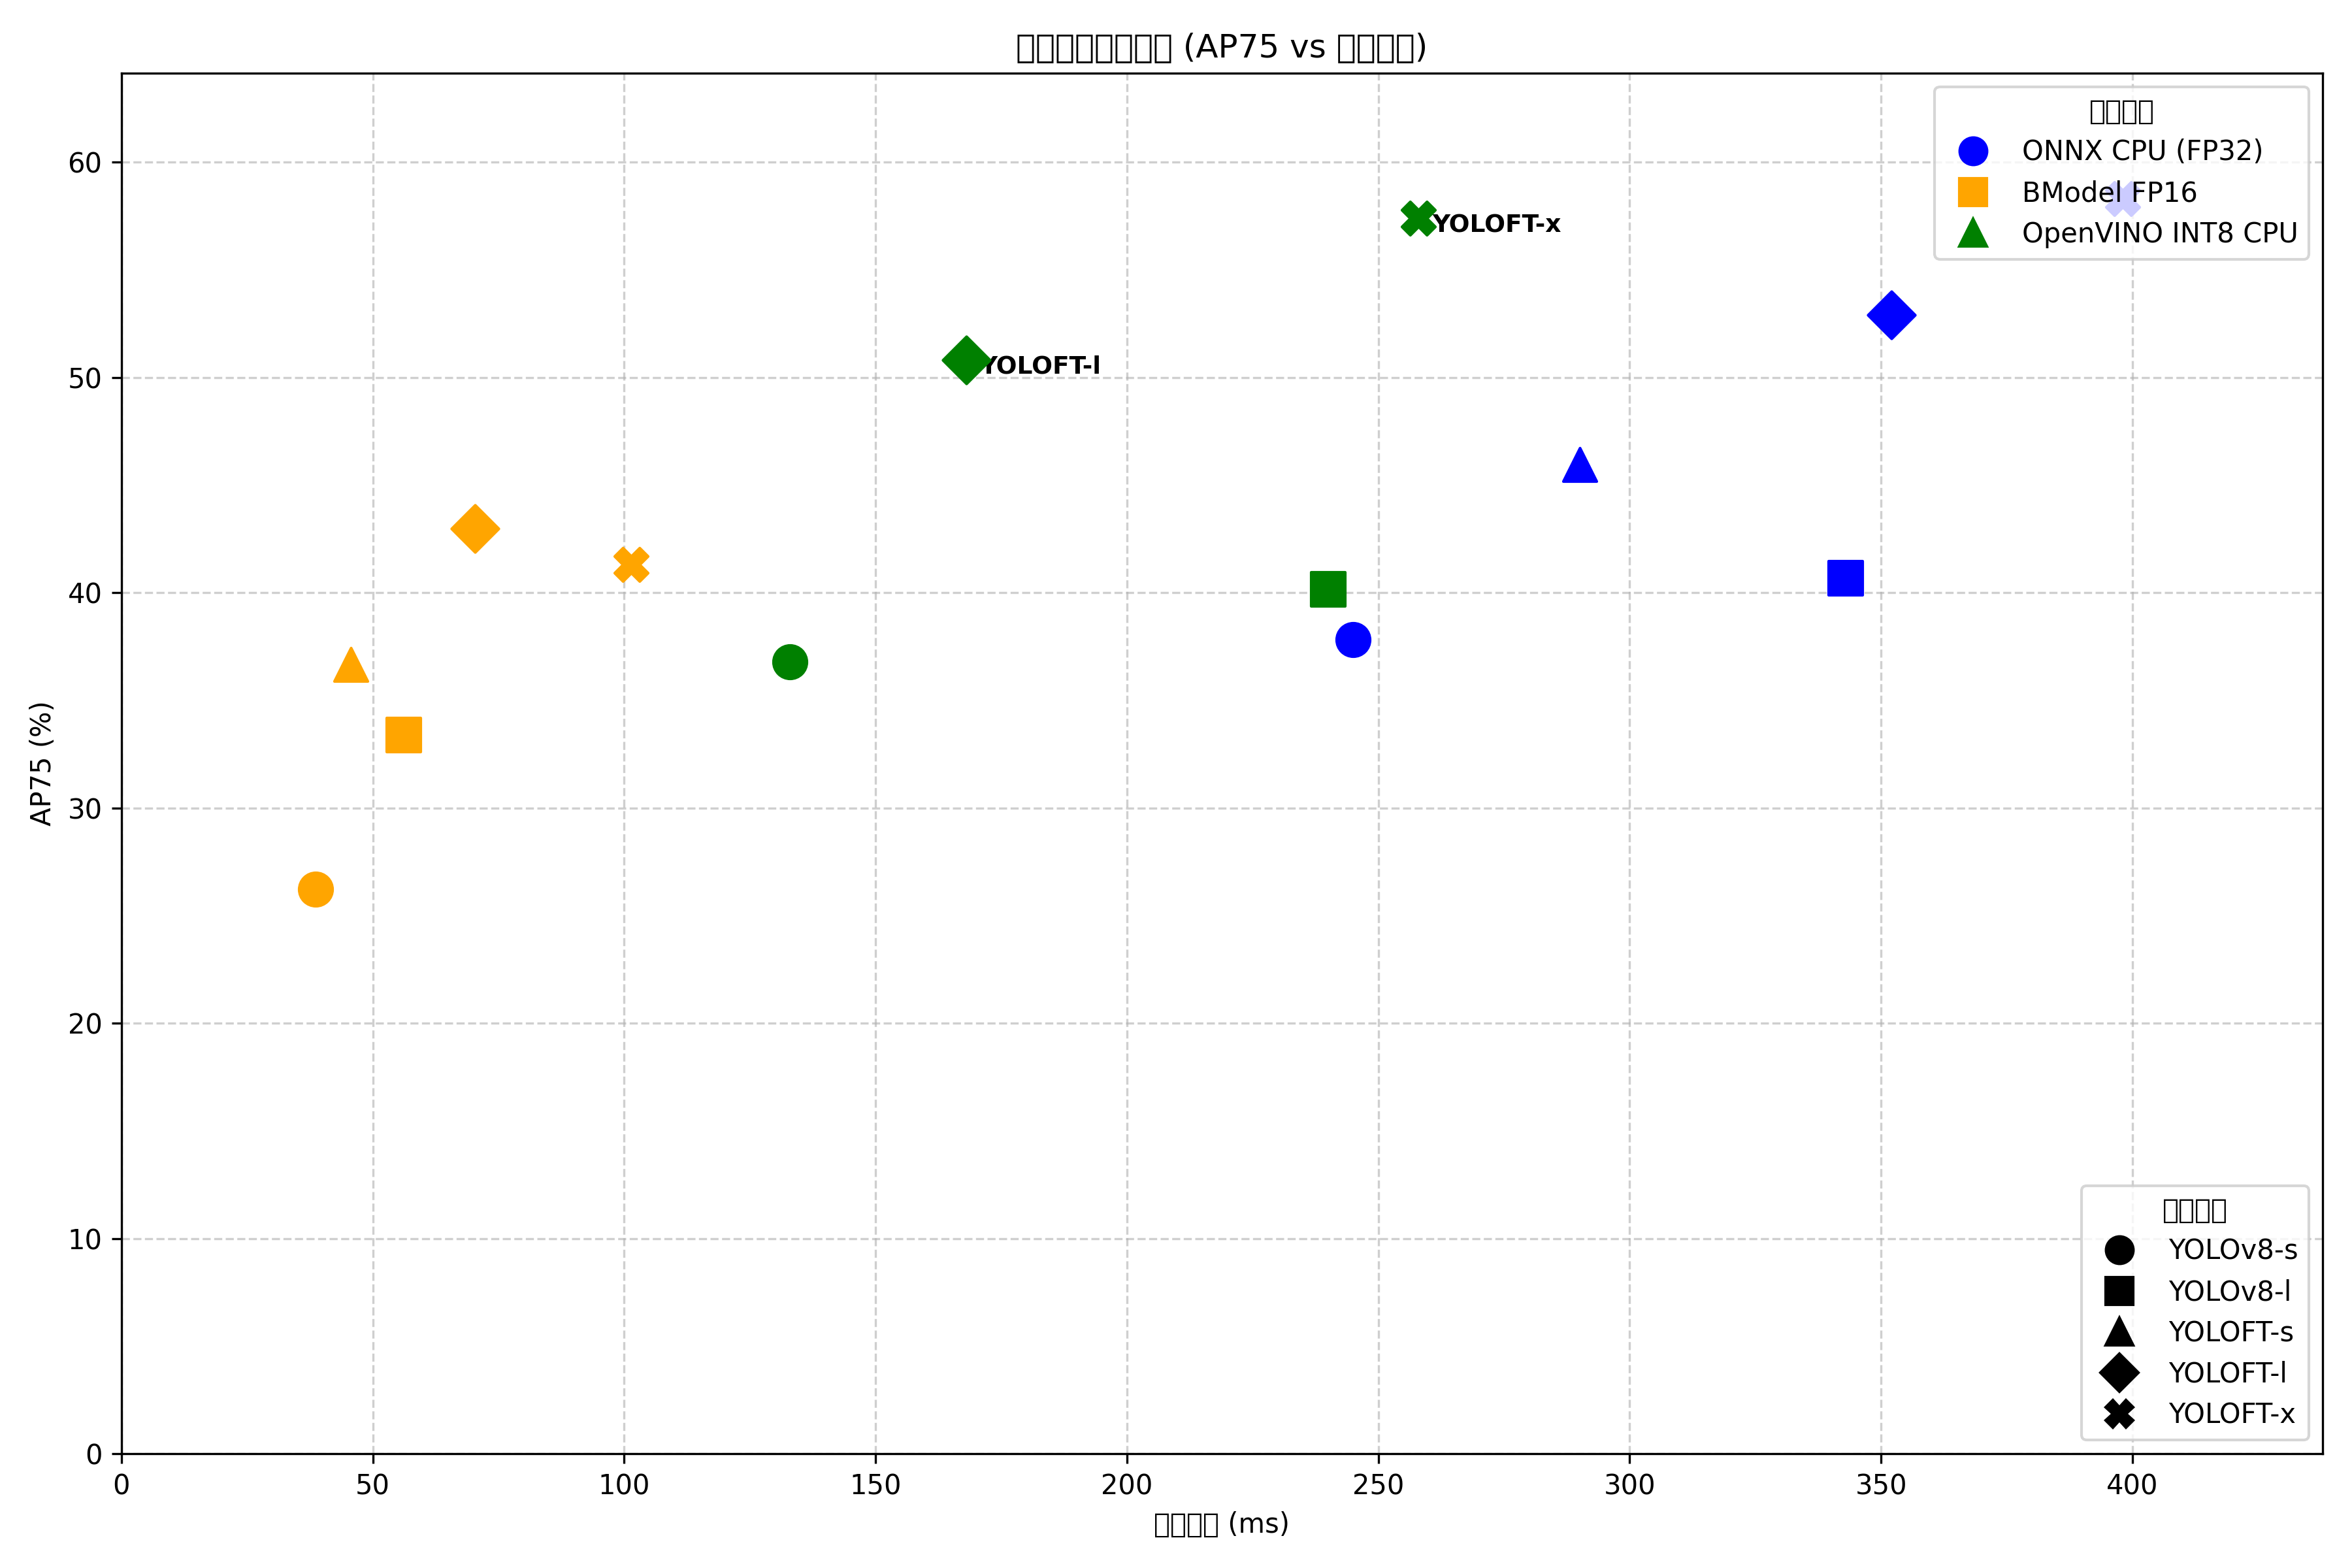 (AP75 vs )
ONNX CPU (FP32)
BModel FP16
OpenVINO INT8 CPU
YOLOFT-x
YOLOFT-l
AP75 (%)
60
50
40
30
20
10
0
YOLOv8-s
YOLOv8-l
YOLOFT-s
YOLOFT-l
YOLOFT-x
0 50 100 150 200 250 300 350 400
(ms)